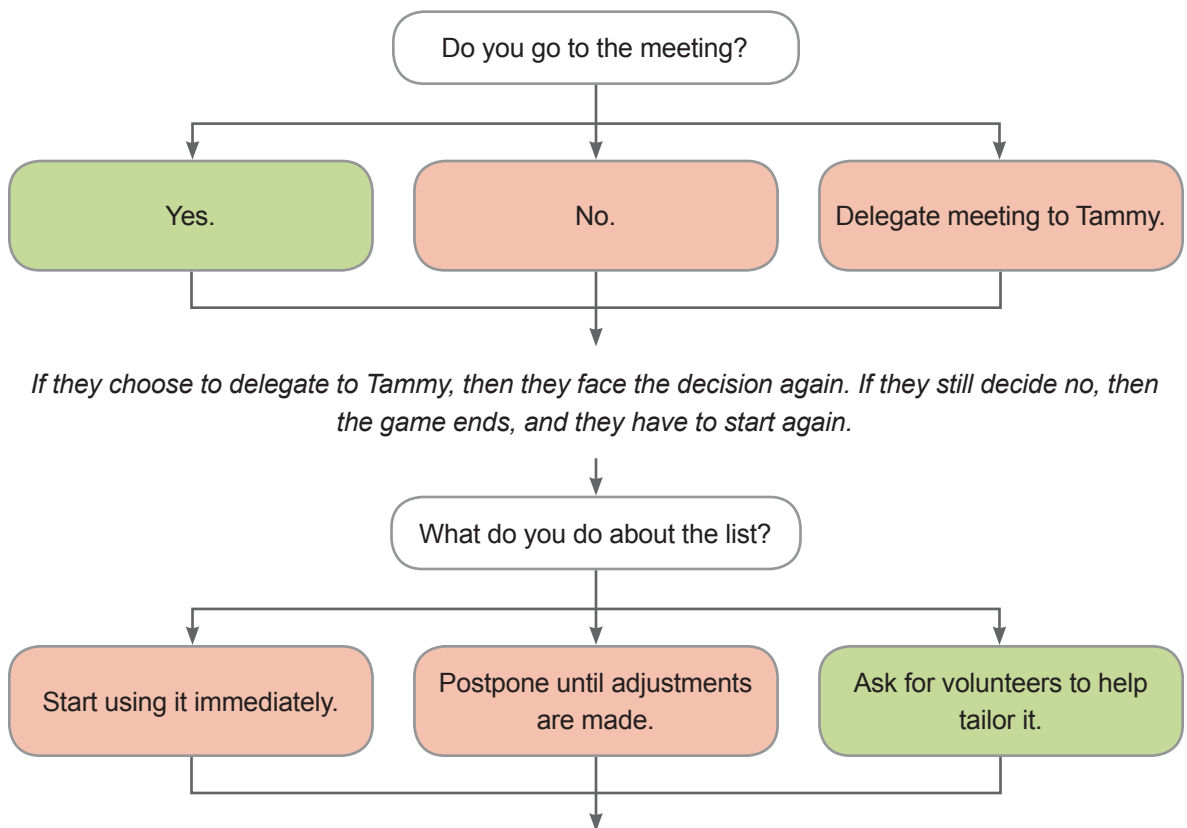 Do you go to the meeting?
Yes.
No.
Delegate meeting to Tammy.
If they choose to delegate to Tammy, then they face the decision again. If they still decide no, then
the game ends, and they have to start again.
What do you do about the list?
Start using it immediately.
Postpone until adjustments
are made.
Ask for volunteers to help
tailor it.